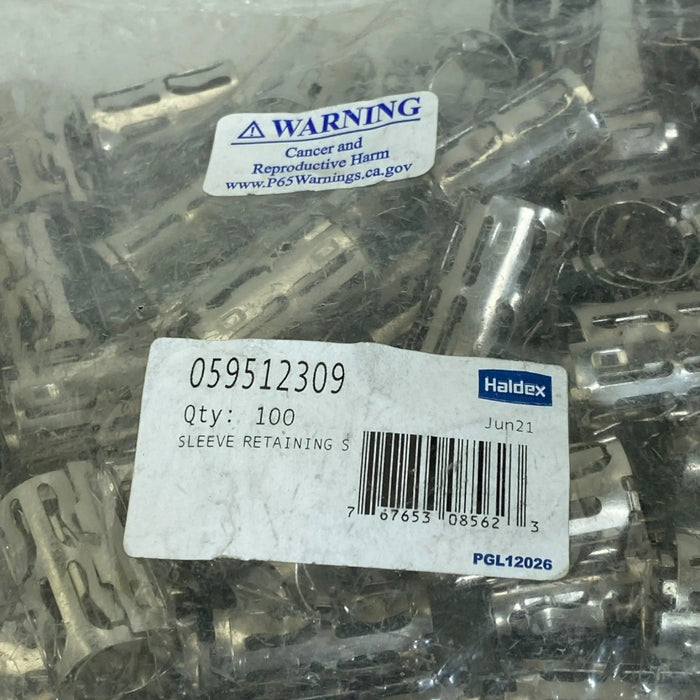 ⚠ WARNING
Cancer and
Reproductive Harm
www.P65Warnings.ca.gov
059512309
Haldex
Qty: 100
Jun21
SLEEVE RETAINING S
7 67653 08562 3
PGL12026